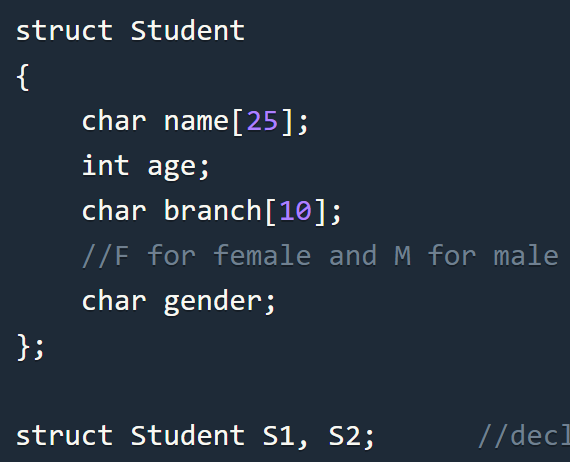 struct Student
{
    char name[25];
    int age;
    char branch[10];
    //F for female and M for male
    char gender;
};
struct Student S1, S2;      //decl